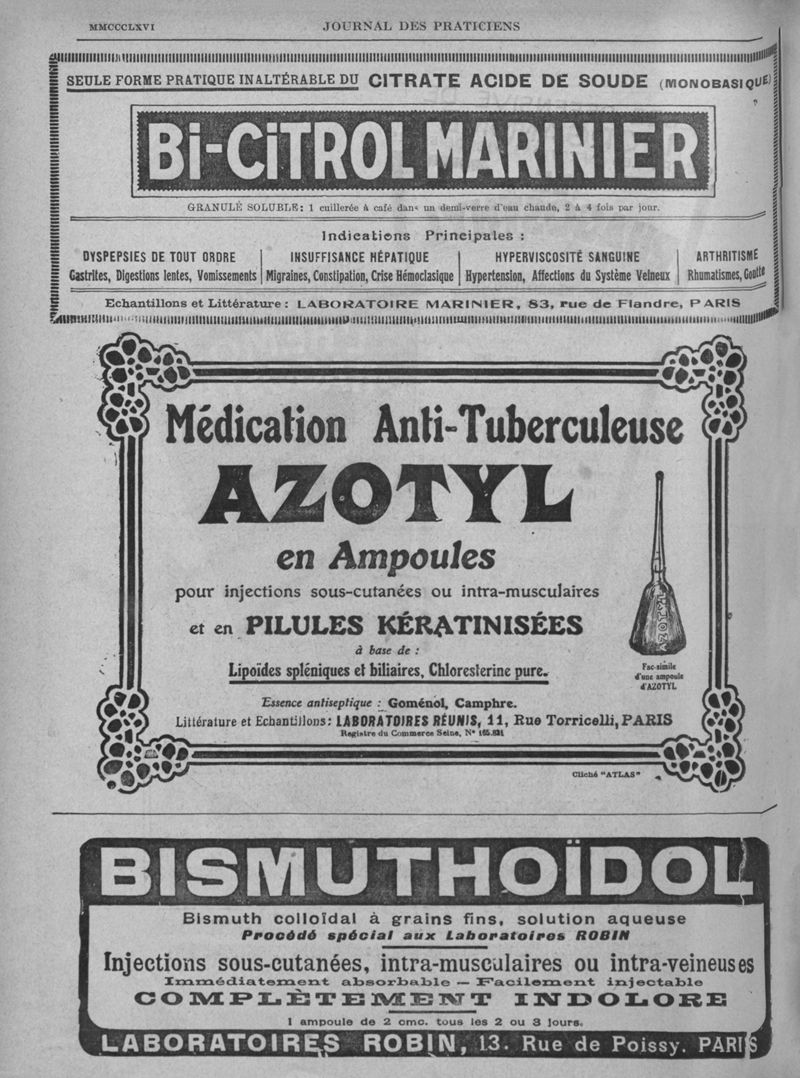 MMCCCLXVI
JOURNAL DES PRATICIENS
SEULE FORME PRATIQUE INALTÉRABLE DU CITRATE ACIDE DE SOUDE (MONOBASIQUE)
Bi-CiTROL MARINIER
GRANULÉ SOLUBLE: 1 cuillerée à café dans un demi-verre d'eau chaude, 2 à 4 fois par jour.
Indications Principales :
DYSPEPSIES DE TOUT ORDRE
Gastrites, Digestions lentes, Vomissements
INSUFFISANCE HÉPATIQUE
Migraines, Constipation, Crise Hémoclasique
HYPERVISCOSITÉ SANGUINE
Hypertension, Affections du Système Veineux
ARTHRITISME
Rhumatismes, Goutte
Echantillons et Littérature : LABORATOIRE MARINIER, 83, rue de Flandre, PARIS
Médication Anti-Tuberculeuse
AZOTYL
en Ampoules
pour injections sous-cutanées ou intra-musculaires
et en PILULES KÉRATINISÉES
à base de :
Lipoïdes spléniques et biliaires, Chloresterine pure.
AZOTYL
Fac-simile
d'une ampoule
d'AZOTYL
Essence antiseptique : Goménol, Camphre.
Littérature et Echantillons: LABORATOIRES RÉUNIS, 11, Rue Torricelli, PARIS
Registre du Commerce Seine, N° 165.831
Cliché "ATLAS"
BISMUTHOÏDOL
Bismuth colloïdal à grains fins, solution aqueuse
Procédé spécial aux Laboratoires ROBIN
Injections sous-cutanées, intra-musculaires ou intra-veineuses
Immédiatement absorbable — Facilement injectable
COMPLÈTEMENT INDOLORE
1 ampoule de 2 cmc. tous les 2 ou 3 jours.
LABORATOIRES ROBIN, 13. Rue de Poissy. PARIS